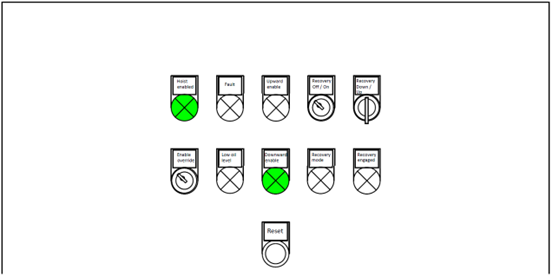 Hoist
enabled
Fault
Upward
enable
Recovery
Off / On
Recovery
Down /
Up
Enable
override
Low oil
level
Downward
enable
Recovery
mode
Recovery
engaged
Reset